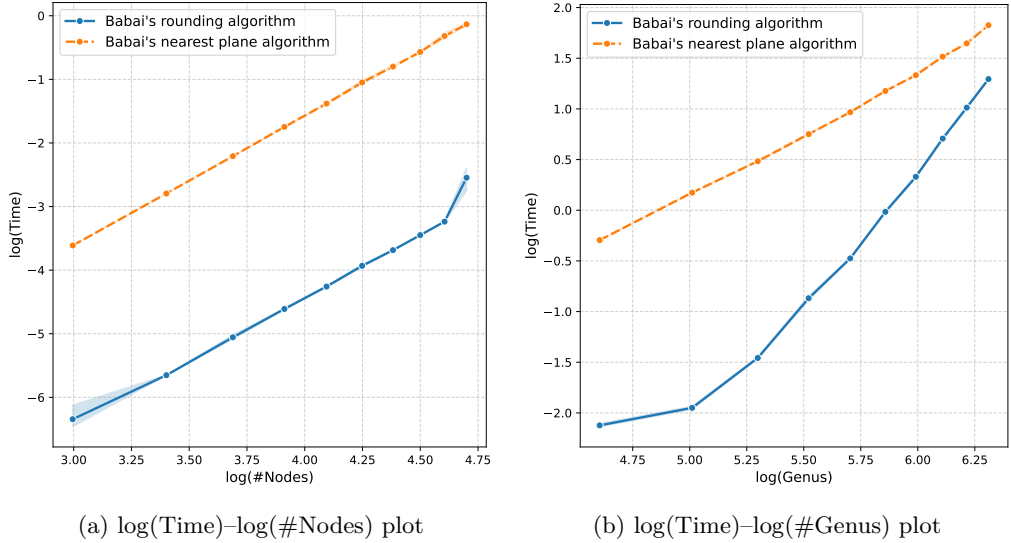 Babai's rounding algorithm
Babai's nearest plane algorithm
0
−1
−2
−3
−4
−5
−6
log(Time)
3.00 3.25 3.50 3.75 4.00 4.25 4.50 4.75
log(#Nodes)
(a) log(Time)–log(#Nodes) plot
Babai's rounding algorithm
Babai's nearest plane algorithm
2.0
1.5
1.0
0.5
0.0
−0.5
−1.0
−1.5
−2.0
log(Time)
4.75 5.00 5.25 5.50 5.75 6.00 6.25
log(Genus)
(b) log(Time)–log(#Genus) plot